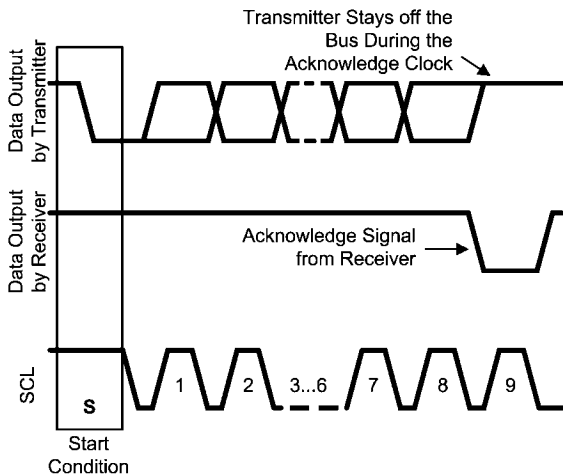 Transmitter Stays off the
Bus During the
Acknowledge Clock
Data Output
by Transmitter
Data Output
by Receiver
Acknowledge Signal
from Receiver
SCL
S
1
2
3...6
7
8
9
Start
Condition